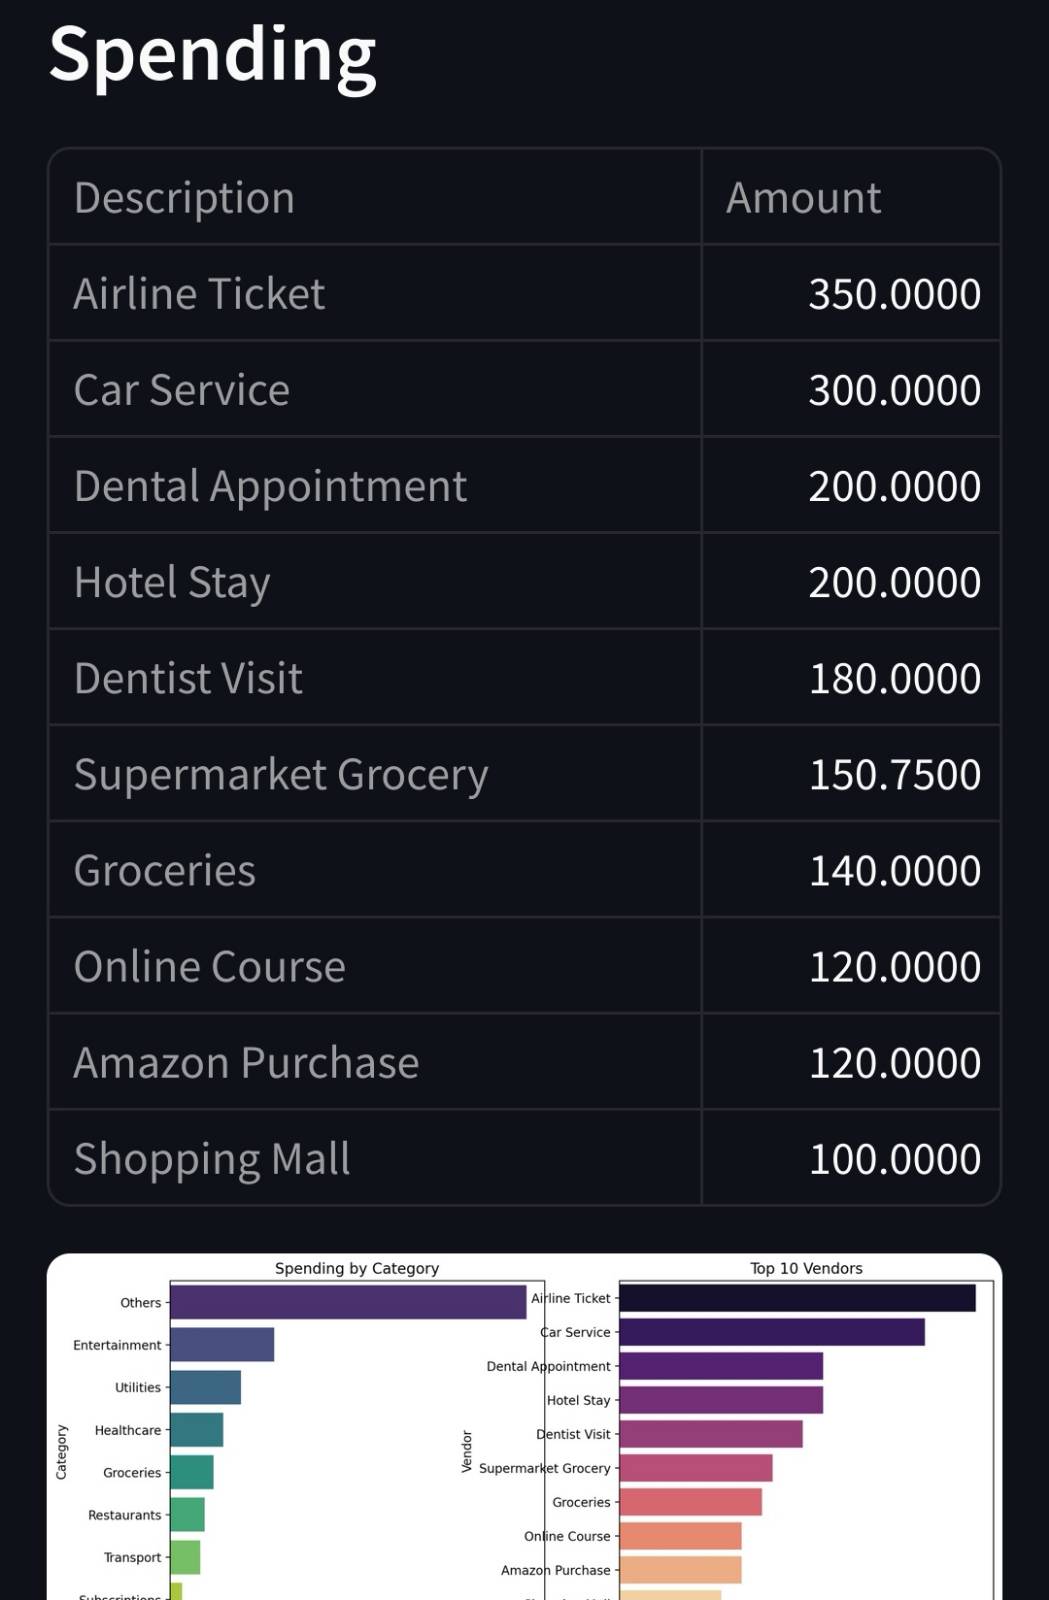 Spending
Description Amount
Airline Ticket 350.0000
Car Service 300.0000
Dental Appointment 200.0000
Hotel Stay 200.0000
Dentist Visit 180.0000
Supermarket Grocery 150.7500
Groceries 140.0000
Online Course 120.0000
Amazon Purchase 120.0000
Shopping Mall 100.0000
Spending by Category
Others
Entertainment
Utilities
Healthcare
Groceries
Restaurants
Transport
Subscriptions
Category
Top 10 Vendors
Airline Ticket
Car Service
Dental Appointment
Hotel Stay
Dentist Visit
Supermarket Grocery
Groceries
Online Course
Amazon Purchase
Vendor